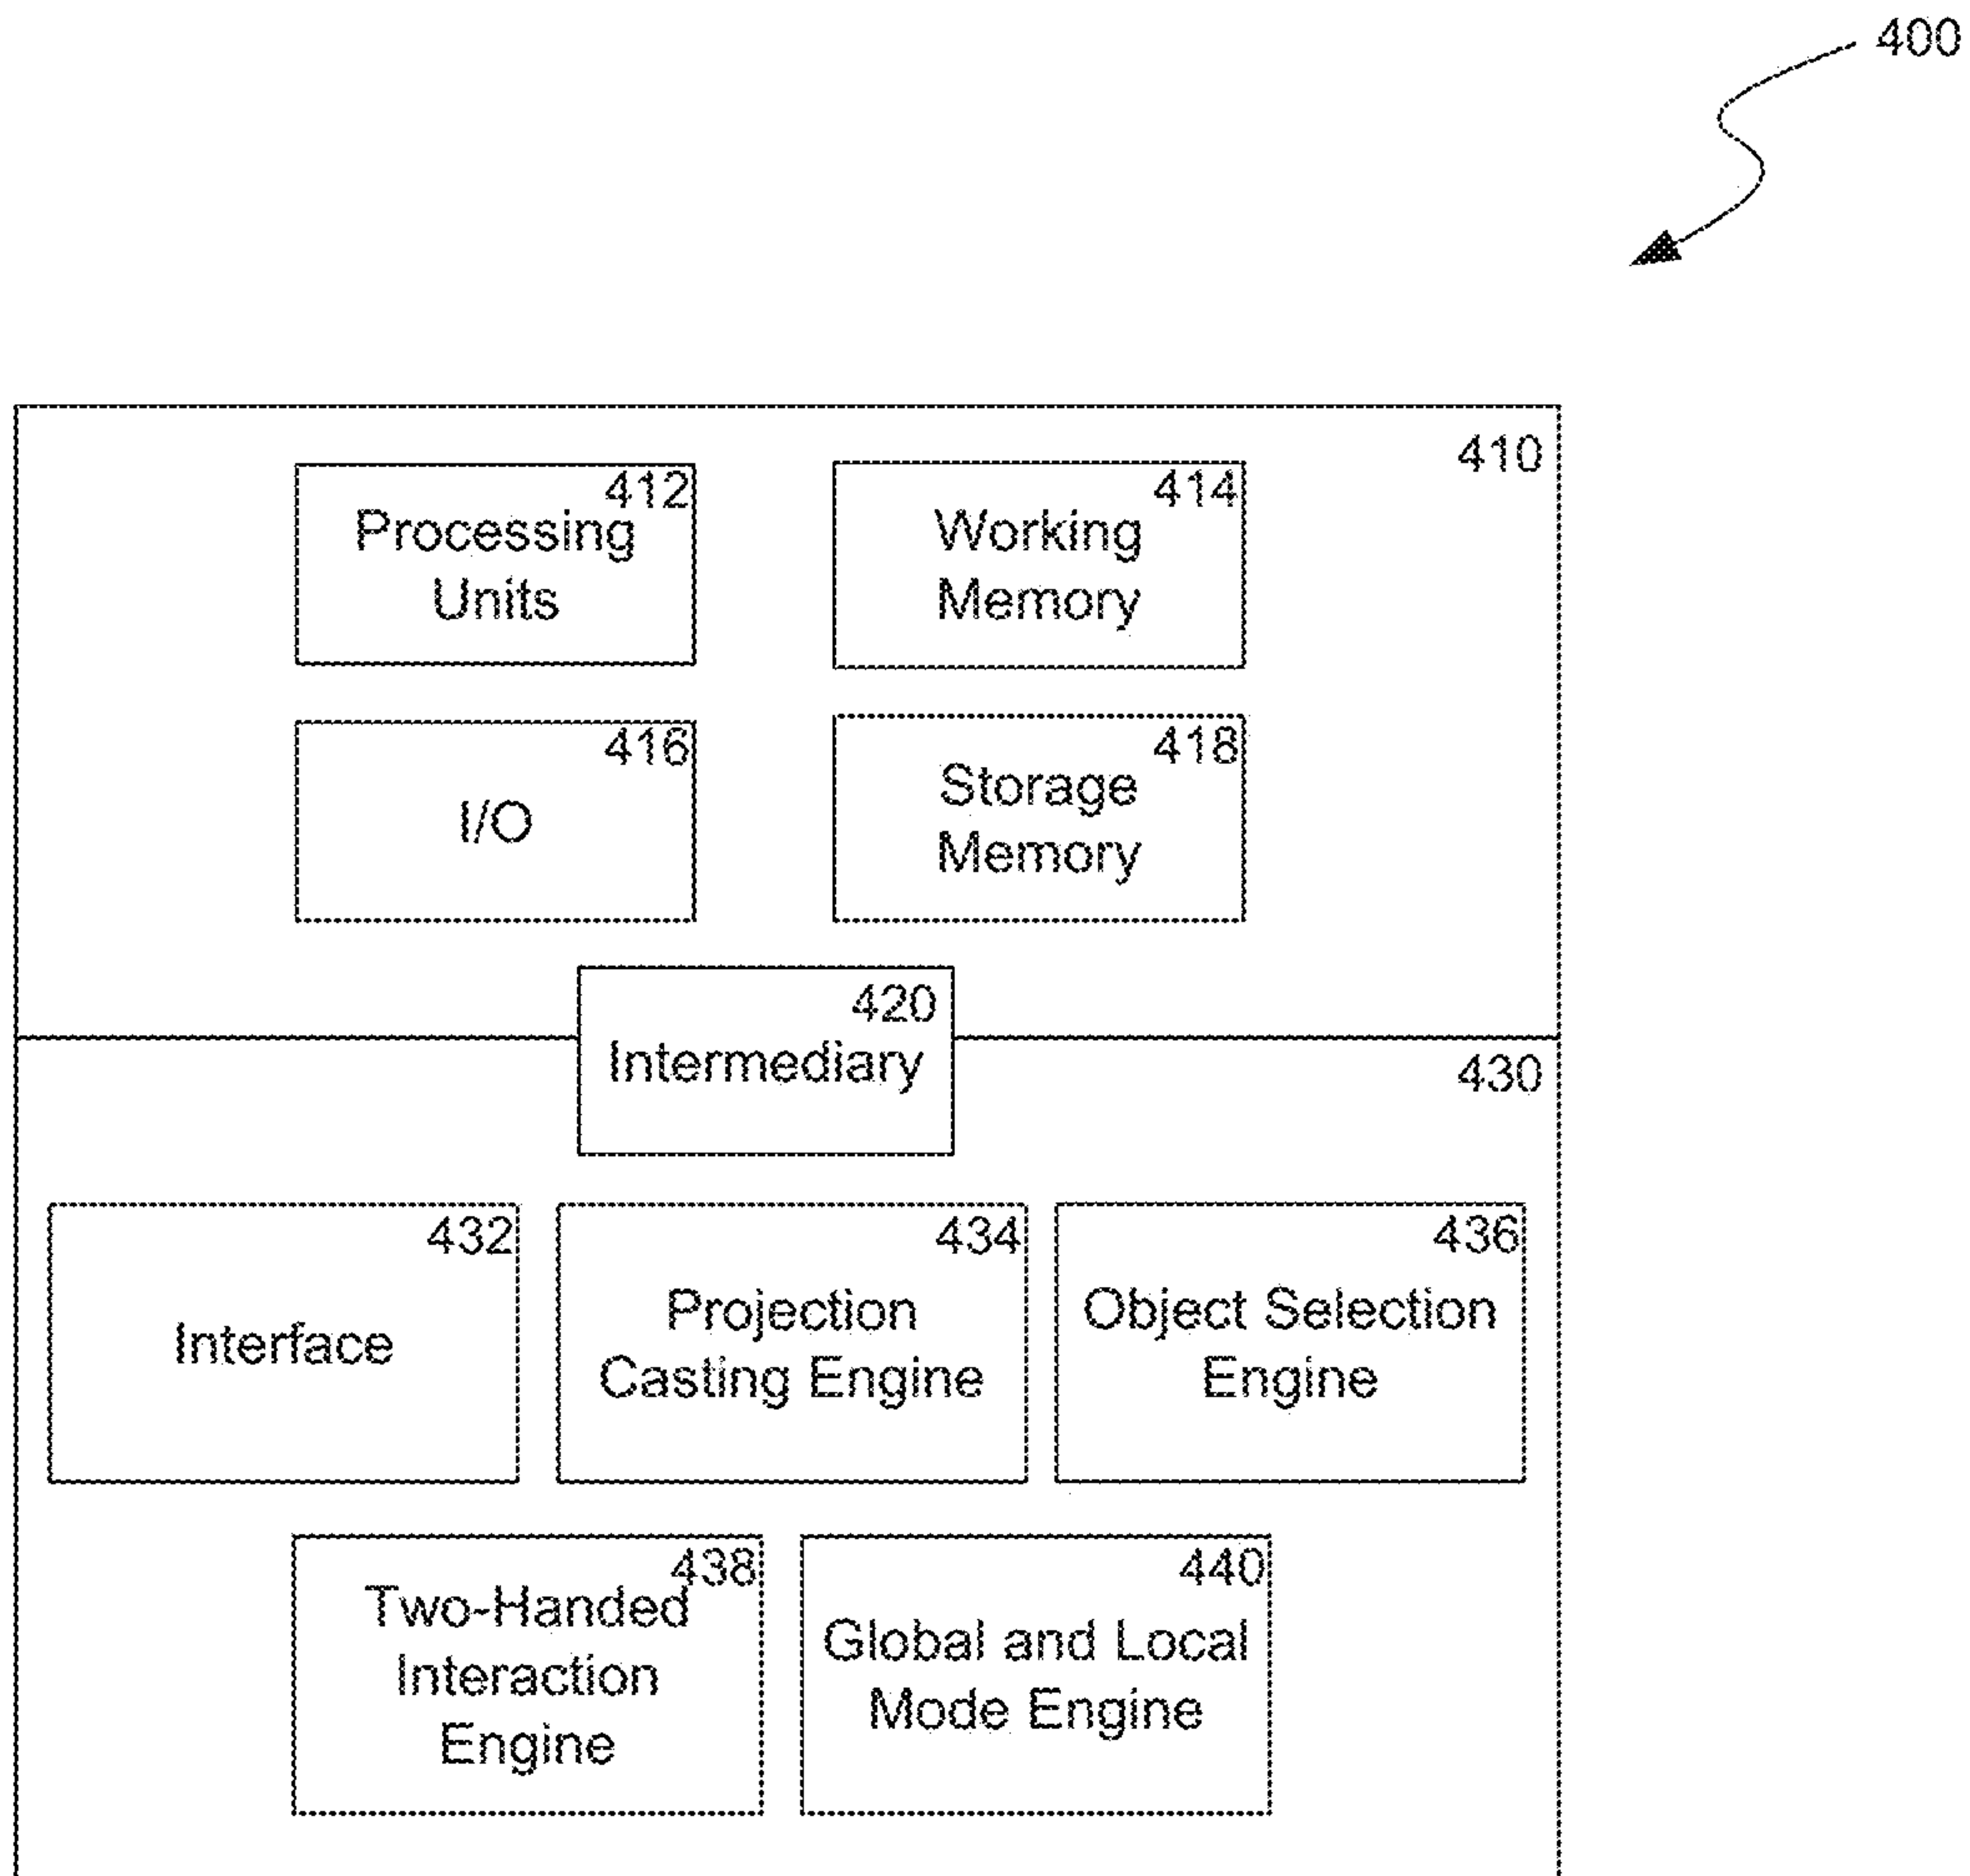 400
410
412
Processing
Units
414
Working
Memory
416
I/O
418
Storage
Memory
420
Intermediary
430
432
Interface
434
Projection
Casting Engine
436
Object Selection
Engine
438
Two-Handed
Interaction
Engine
440
Global and Local
Mode Engine